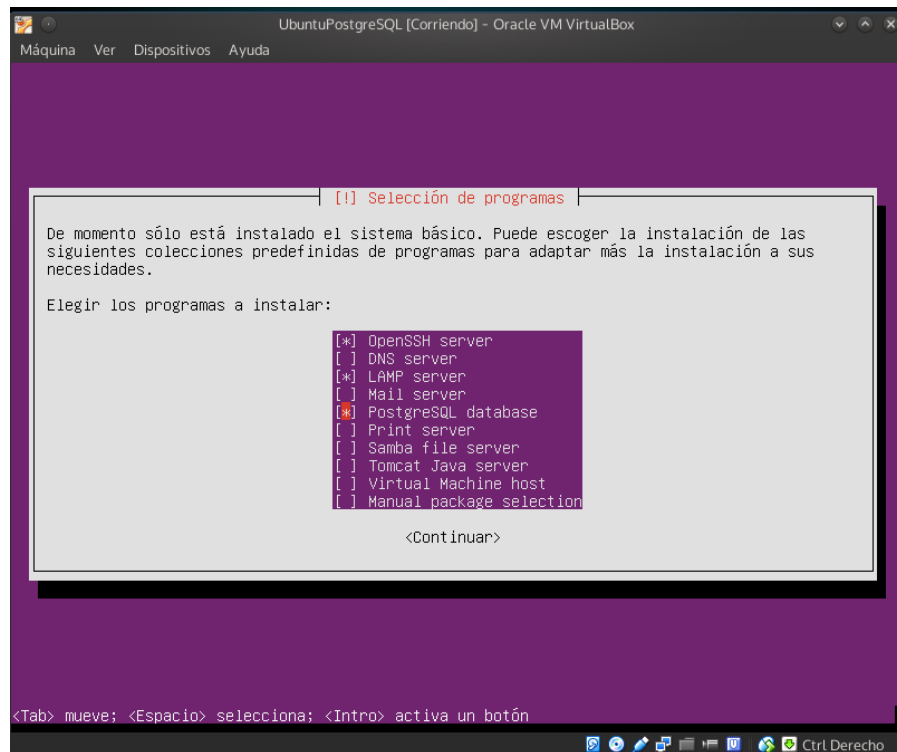 UbuntuPostgreSQL [Corriendo] - Oracle VM VirtualBox
Máquina Ver Dispositivos Ayuda
[!] Selección de programas
De momento sólo está instalado el sistema básico. Puede escoger la instalación de las
siguientes colecciones predefinidas de programas para adaptar más la instalación a sus
necesidades.
Elegir los programas a instalar:
[*] OpenSSH server
[ ] DNS server
[*] LAMP server
[ ] Mail server
[*] PostgreSQL database
[ ] Print server
[ ] Samba file server
[ ] Tomcat Java server
[ ] Virtual Machine host
[ ] Manual package selection
<Continuar>
<Tab> mueve; <Espacio> selecciona; <Intro> activa un botón
Ctrl Derecho